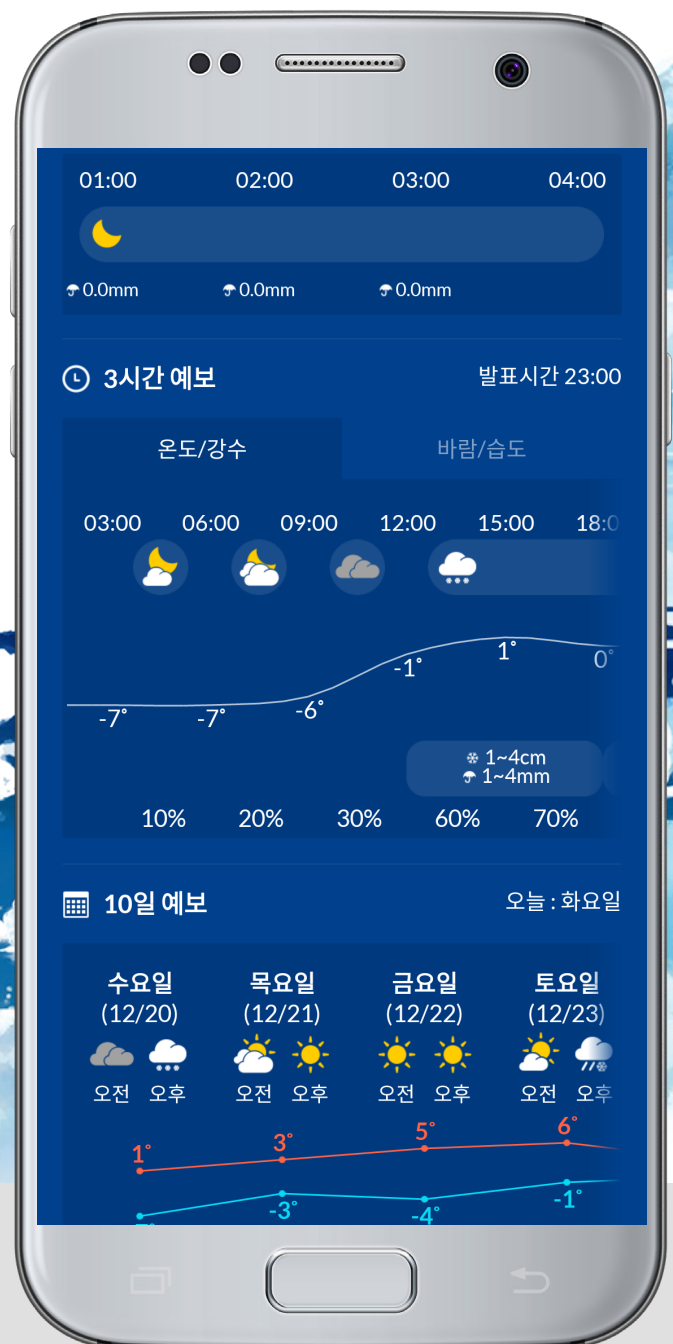 01:00 02:00 03:00 04:00
0.0mm 0.0mm 0.0mm
3시간 예보 발표시간 23:00
온도/강수 바람/습도
03:00 06:00 09:00 12:00 15:00 18:0
-7° -7° -6° -1° 1° 0°
1~4cm
1~4mm
10% 20% 30% 60% 70%
10일 예보 오늘 : 화요일
수요일 목요일 금요일 토요일
(12/20) (12/21) (12/22) (12/23)
오전 오후 오전 오후 오전 오후 오전 오후
1° 3° 5° 6°
-3° -4° -1°